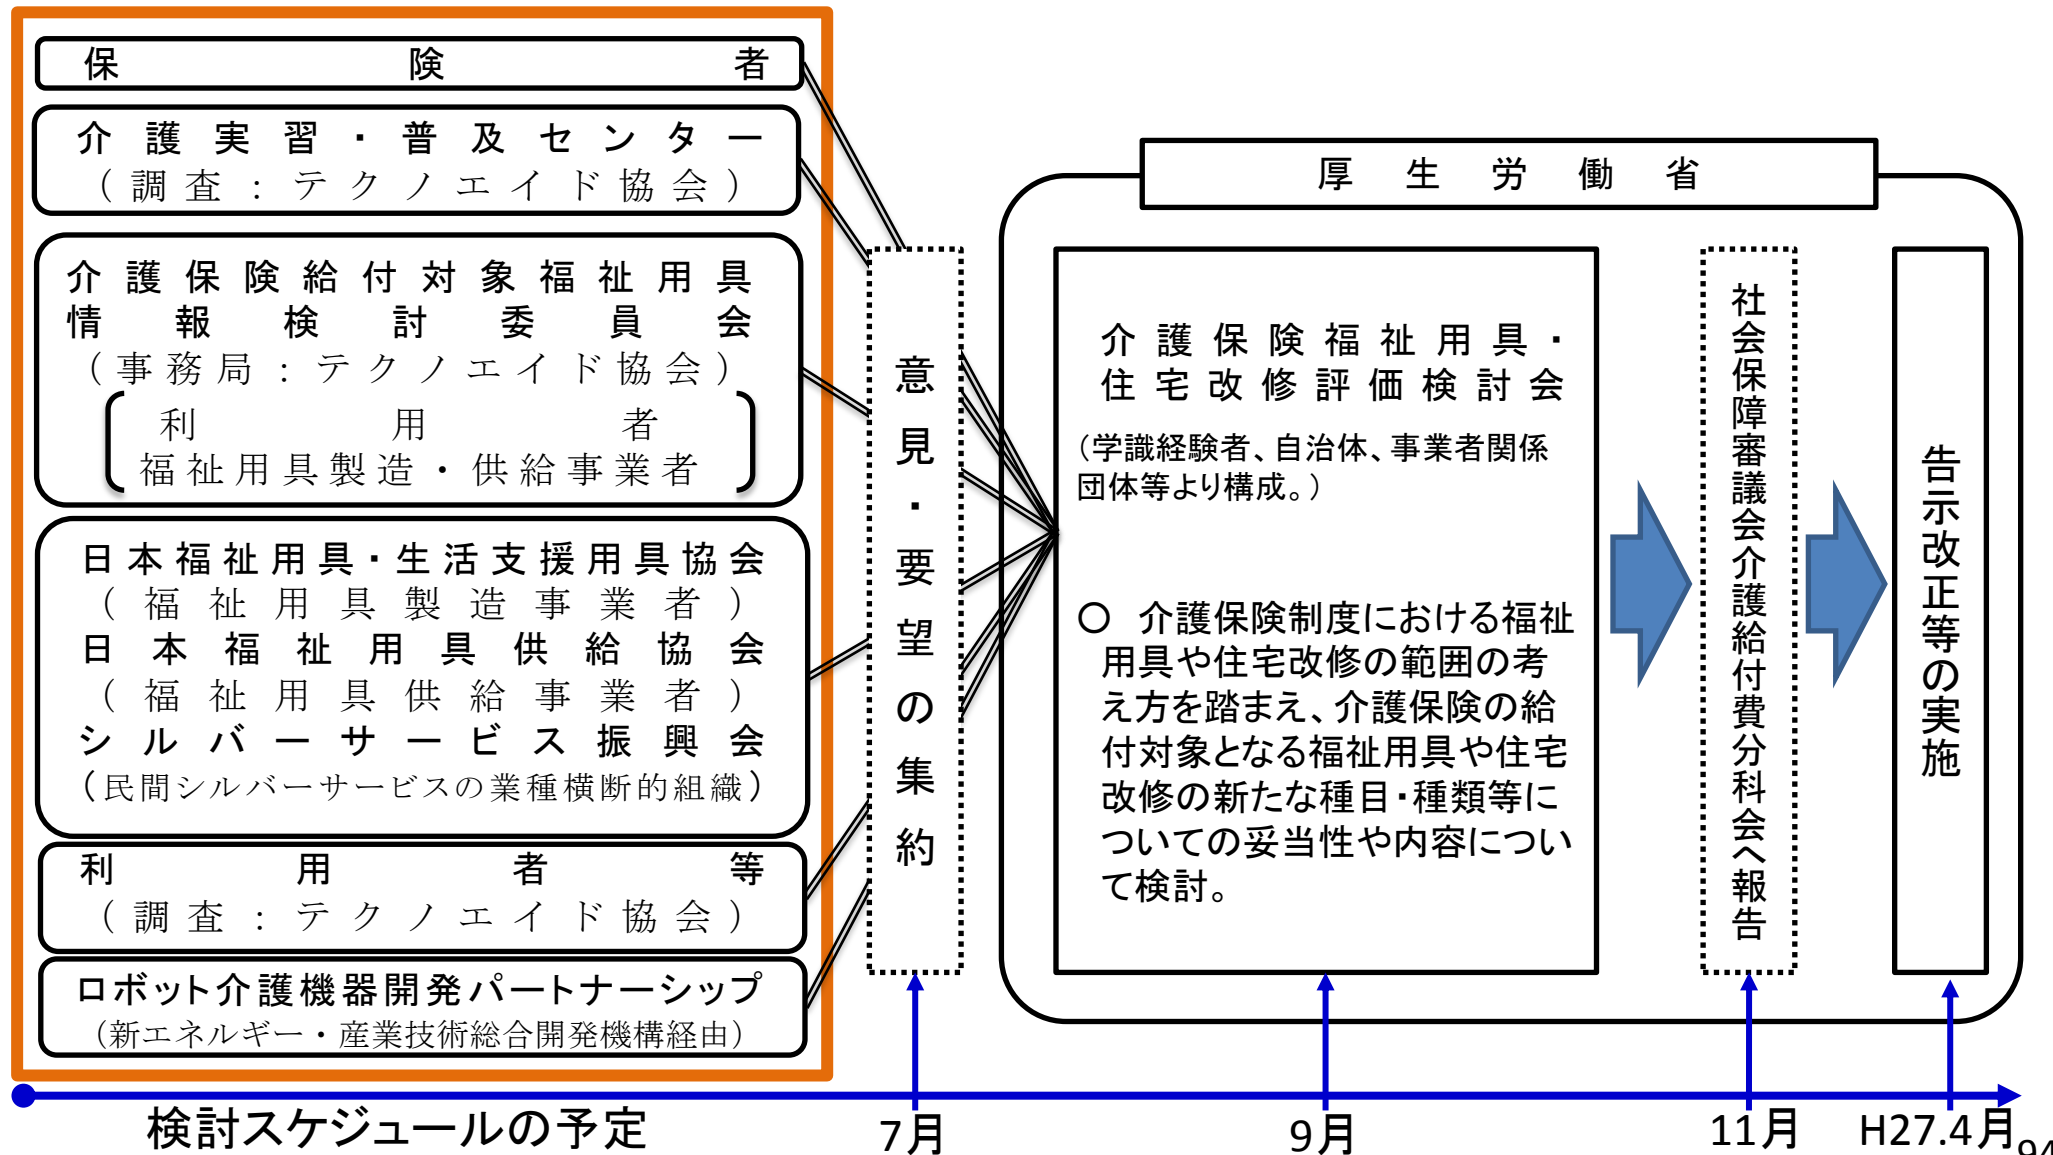 保険者
介護実習・普及センター
（調査：テクノエイド協会）
介護保険給付対象福祉用具
情報検討委員会
（事務局：テクノエイド協会）
利用者
福祉用具製造・供給事業者
日本福祉用具・生活支援用具協会
（福祉用具製造事業者）
日本福祉用具供給協会
（福祉用具供給事業者）
シルバーサービス振興会
（民間シルバーサービスの業種横断的組織）
利用者等
（調査：テクノエイド協会）
ロボット介護機器開発パートナーシップ
（新エネルギー・産業技術総合開発機構経由）
意見・要望の集約
厚生労働省
介護保険福祉用具・
住宅改修評価検討会
（学識経験者、自治体、事業者関係
団体等より構成。）
○　介護保険制度における福祉
用具や住宅改修の範囲の考
え方を踏まえ、介護保険の給
付対象となる福祉用具や住宅
改修の新たな種目・種類等に
ついての妥当性や内容につい
て検討。
社会保障審議会介護給付費分科会へ報告
告示改正等の実施
検討スケジュールの予定
7月
9月
11月
H27.4月
94